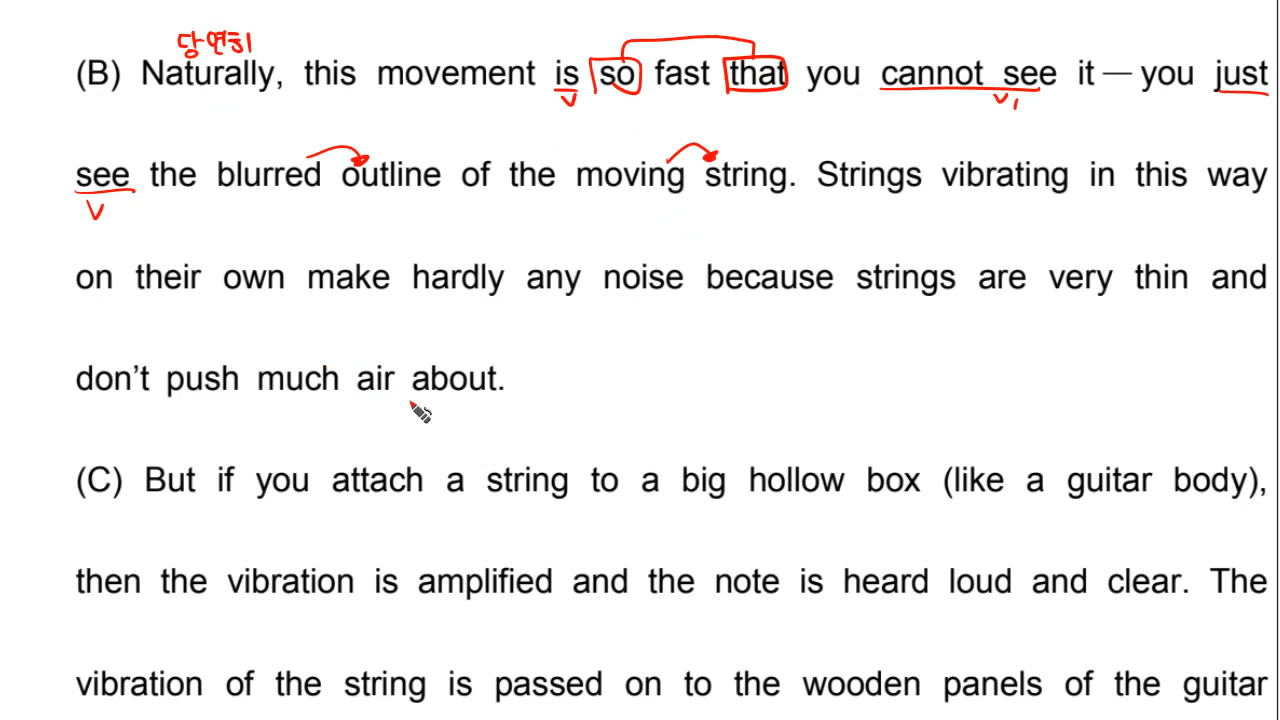 당연히
(B) Naturally, this movement is so fast that you cannot see it — you just
v
v
see the blurred outline of the moving string. Strings vibrating in this way
v
on their own make hardly any noise because strings are very thin and
don’t push much air about.
(C) But if you attach a string to a big hollow box (like a guitar body),
then the vibration is amplified and the note is heard loud and clear. The
vibration of the string is passed on to the wooden panels of the guitar